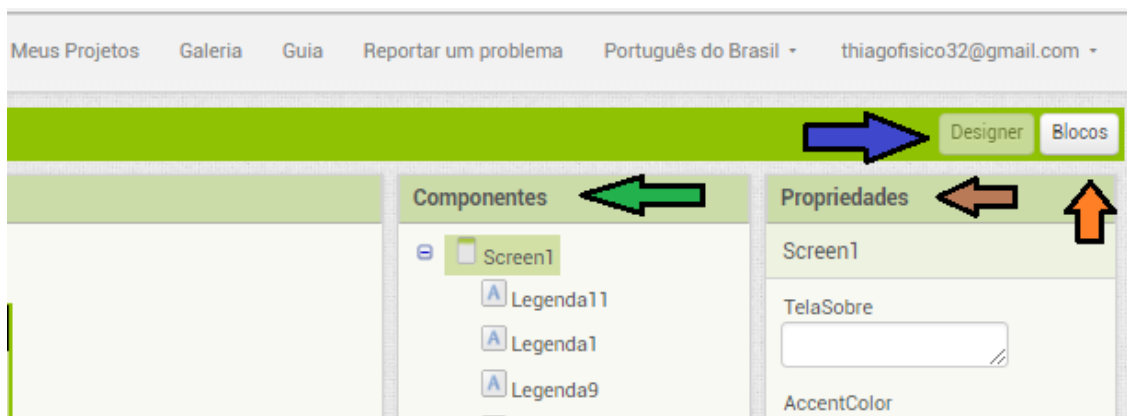 Meus Projetos Galeria Guia Reportar um problema Português do Brasil thiagofisico32@gmail.com
Designer Blocos
Componentes
Propriedades
Screen1
Screen1
Legenda11
TelaSobre
Legenda1
Legenda9
AccentColor